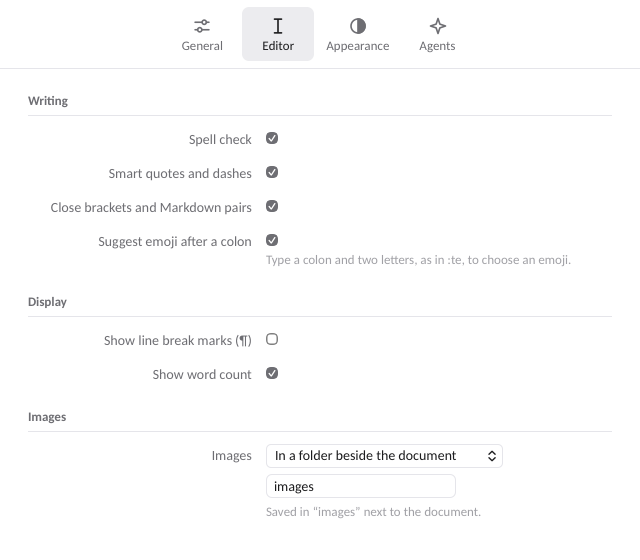 General
Editor
Appearance
Agents
Writing
Spell check
Smart quotes and dashes
Close brackets and Markdown pairs
Suggest emoji after a colon
Type a colon and two letters, as in :te, to choose an emoji.
Display
Show line break marks (¶)
Show word count
Images
Images
In a folder beside the document
images
Saved in “images” next to the document.